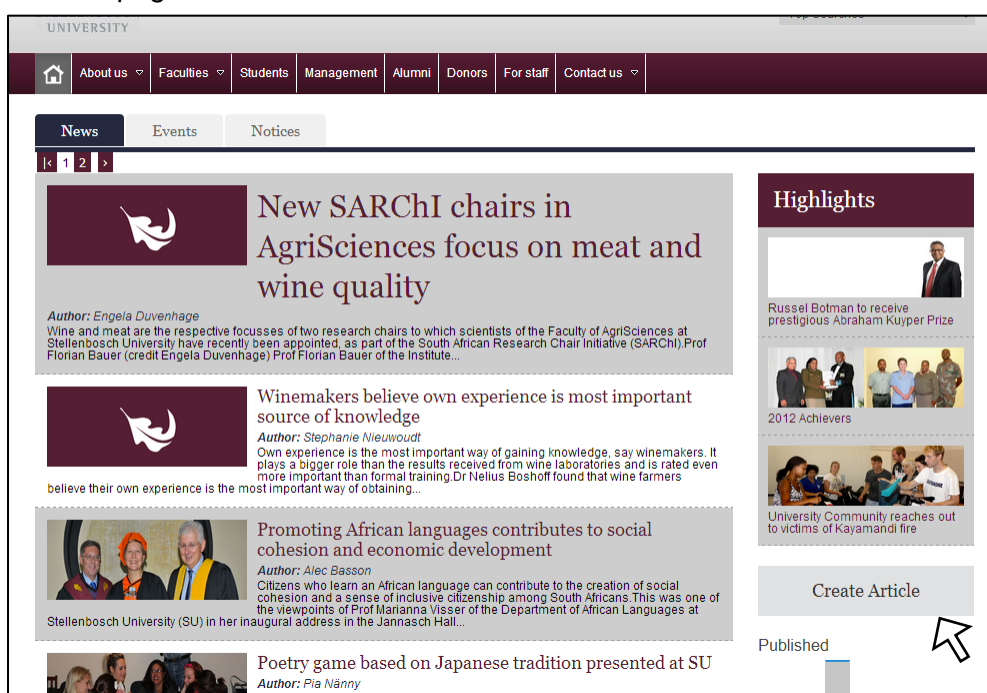 UNIVERSITY
About us Faculties Students Management Alumni Donors For staff Contact us
News Events Notices
1 2
New SARChI chairs in
AgriSciences focus on meat and
wine quality
Author: Engela Duvenhage
Wine and meat are the respective focusses of two research chairs to which scientists of the Faculty of AgriSciences at
Stellenbosch University have recently been appointed, as part of the South African Research Chair Initiative (SARChI).Prof
Florian Bauer (credit Engela Duvenhage) Prof Florian Bauer of the Institute...
Winemakers believe own experience is most important
source of knowledge
Author: Stephanie Nieuwoudt
Own experience is the most important way of gaining knowledge, say winemakers. It
plays a bigger role than the results received from wine laboratories and is rated even
more important than formal training.Dr Nelius Boshoff found that wine farmers
believe their own experience is the most important way of obtaining...
Promoting African languages contributes to social
cohesion and economic development
Author: Alec Basson
Citizens who learn an African language can contribute to the creation of social
cohesion and a sense of inclusive citizenship among South Africans.This was one of
the viewpoints of Prof Marianna Visser of the Department of African Languages at
Stellenbosch University (SU) in her inaugural address in the Jannasch Hall...
Poetry game based on Japanese tradition presented at SU
Author: Pia Nänny
Highlights
Russel Botman to receive
prestigious Abraham Kuyper Prize
2012 Achievers
University Community reaches out
to victims of Kayamandi fire
Create Article
Published